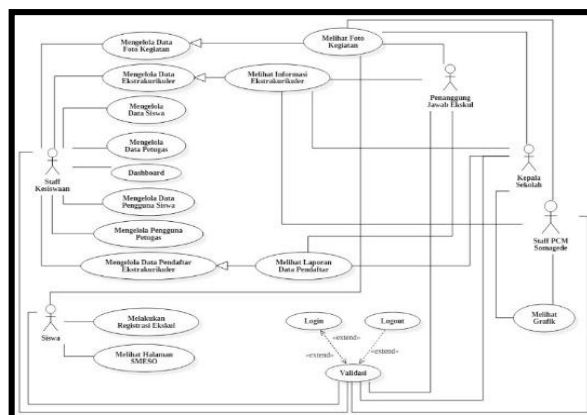 Mengelola Data
Foto Kegiatan
Melihat Foto
Kegiatan
Mengelola Data
Ekstrakurikuler
Melihat Informasi
Ekstrakurikuler
Penanggung
Jawab Ekskul
Mengelola
Data Siswa
Mengelola
Data Petugas
Staff
Kesiswaan
Dashboard
Kepala
Sekolah
Mengelola Data
Pengguna Siswa
Mengelola Pengguna
Petugas
Staff PCM
Somagede
Mengelola Data Pendaftar
Ekstrakurikuler
Melihat Laporan
Data Pendaftar
Siswa
Melakukan
Registrasi Ekskul
Login
Logout
Melihat
Grafik
«extend»
«extend»
«extend»
Melihat Halaman
SMESO
Validasi